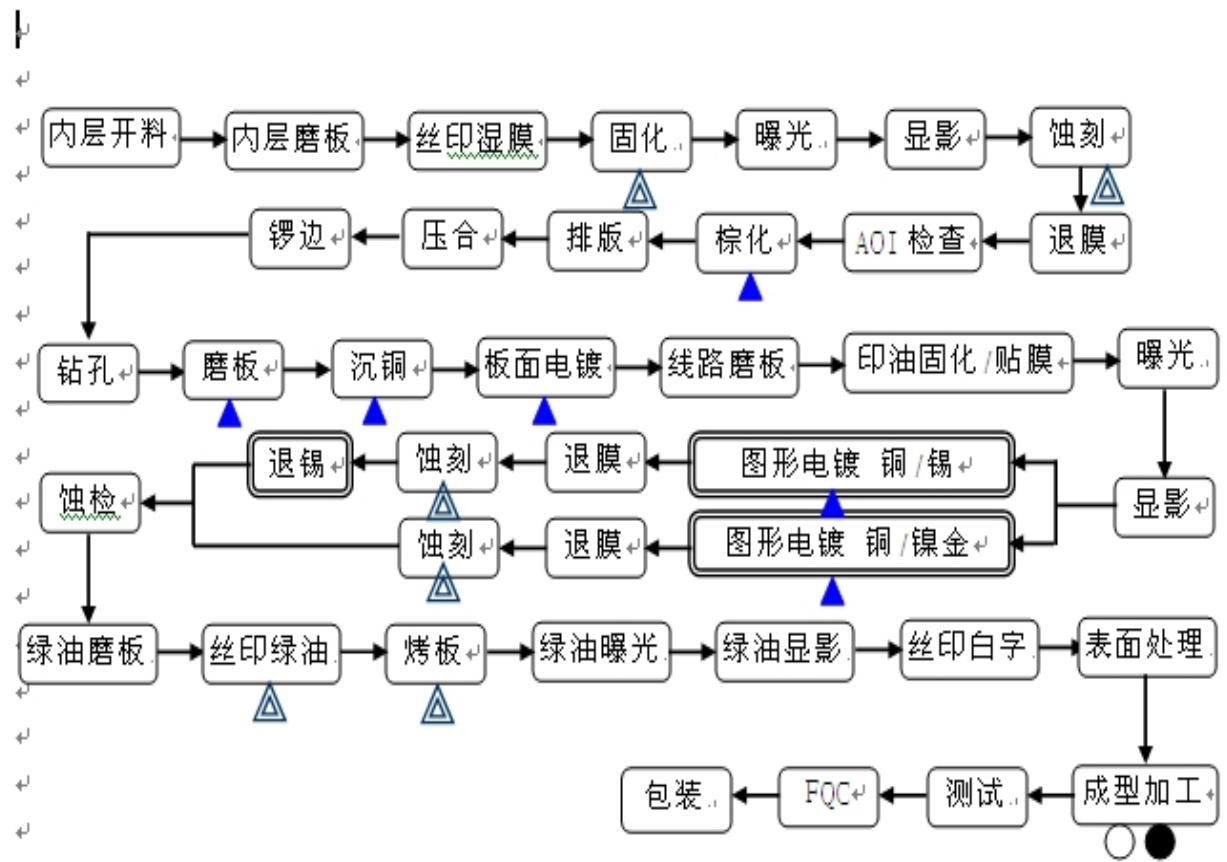 内层开料 内层磨板 丝印湿膜 固化 曝光 显影 蚀刻
锣边 压合 排版 棕化 AOI 检查 退膜
钻孔 磨板 沉铜 板面电镀 线路磨板 印油固化/贴膜 曝光
退锡 蚀刻 退膜 图形电镀 铜/锡
蚀检 显影
蚀刻 退膜 图形电镀 铜/镍金
绿油磨板 丝印绿油 烤板 绿油曝光 绿油显影 丝印白字 表面处理
包装 FQC 测试 成型加工